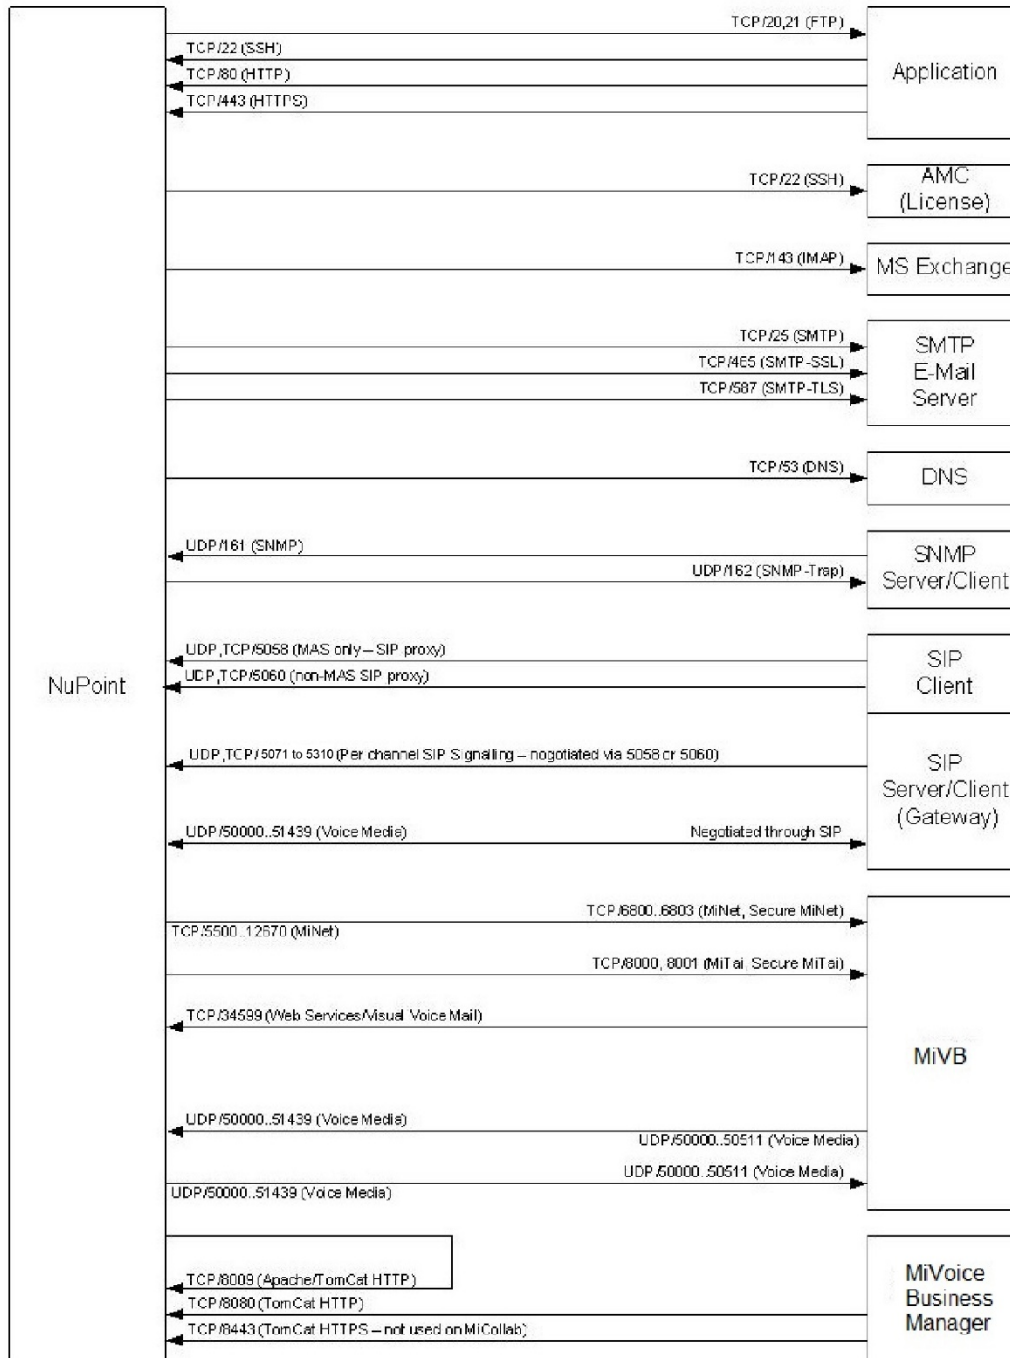 TCP/20,21 (FTP)
TCP/22 (SSH)
TCP/80 (HTTP)
TCP/443 (HTTPS)
Application
TCP/22 (SSH)
AMC
(License)
TCP/143 (IMAP)
MS Exchange
TCP/25 (SMTP)
TCP/465 (SMTP-SSL)
TCP/587 (SMTP-TLS)
SMTP
E-Mail
Server
TCP/53 (DNS)
DNS
UDP/161 (SNMP)
UDP/162 (SNMP-Trap)
SNMP
Server/Client
NuPoint
UDP,TCP/5058 (MAS only – SIP proxy)
UDP,TCP/5060 (non-MAS SIP proxy)
SIP
Client
UDP,TCP/5071 to 5310 (Per channel SIP Signalling – nogotiated via 5058 or 5060)
UDP/50000..51439 (Voice Media)
Negotiated through SIP
SIP
Server/Client
(Gateway)
TCP/6800..6803 (MiNet, Secure MiNet)
TCP/5500..12670 (MiNet)
TCP/8000, 8001 (MiTai, Secure MiTai)
TCP/34599 (Web Services/Visual Voice Mail)
MiVB
UDP/50000..51439 (Voice Media)
UDP/50000..50511 (Voice Media)
UDP/50000..50511 (Voice Media)
UDP/50000..51439 (Voice Media)
TCP/8009 (Apache/TomCat HTTP)
TCP/8080 (TomCat HTTP)
TCP/8443 (TomCat HTTPS – not used on MiCollab)
MiVoice
Business
Manager